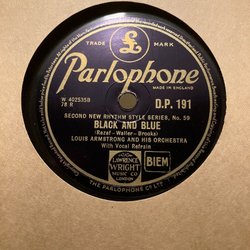 TRADE MARK
Parlophone
MADE IN ENGLAND
W 402535B
78 R
D.P. 191
SECOND NEW RHYTHM STYLE SERIES, No. 59
BLACK AND BLUE
(Razaf - Waller - Brooks)
LOUIS ARMSTRONG AND HIS ORCHESTRA
With Vocal Refrain
LAWRENCE
WRIGHT
MUSIC CO
LONDON
BIEM
THE PARLOPHONE CO LTD